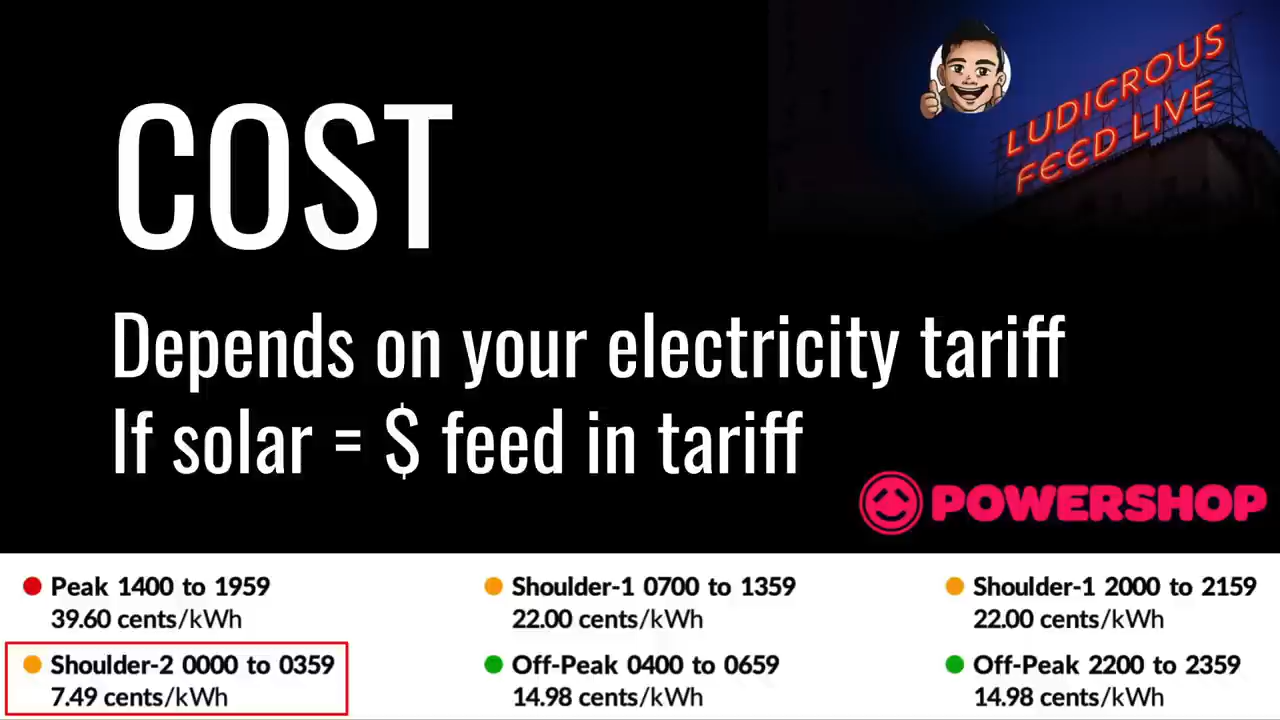 LUDICROUS
FEED LIVE
COST
Depends on your electricity tariff
If solar = $ feed in tariff
POWERSHOP
Peak 1400 to 1959
39.60 cents/kWh
Shoulder-1 0700 to 1359
22.00 cents/kWh
Shoulder-1 2000 to 2159
22.00 cents/kWh
Shoulder-2 0000 to 0359
7.49 cents/kWh
Off-Peak 0400 to 0659
14.98 cents/kWh
Off-Peak 2200 to 2359
14.98 cents/kWh